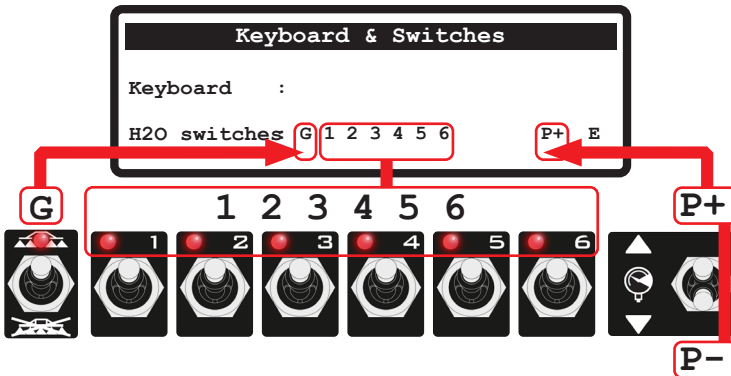 Keyboard & Switches
Keyboard :
H2O switches G 1 2 3 4 5 6 P+ E
G 1 2 3 4 5 6 P+
1 2 3 4 5 6
P-